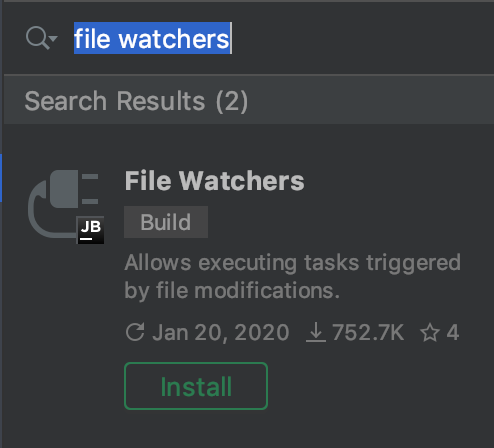 file watchers
Search Results (2)
File Watchers
JB
Build
Allows executing tasks triggered
by file modifications.
Jan 20, 2020 752.7K 4
Install